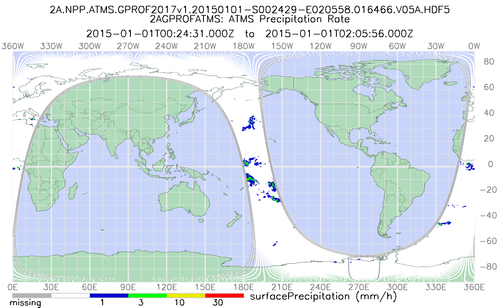 2A.NPP.ATMS.GPROF2017v1.20150101-S002429-E020558.016466.V05A.HDF5
2AGPROFATMS: ATMS Precipitation Rate
2015-01-01T00:24:31.000Z to 2015-01-01T02:05:56.000Z
360W 330W 300W 270W 240W 210W 180W 150W 120W 90W 60W 30W 0W
80
60
40
20
0
-20
-40
-60
-80
0E 30E 60E 90E 120E 150E 180E 210E 240E 270E 300E 330E 360E
missing 1 3 10 30 surfacePrecipitation (mm/h)